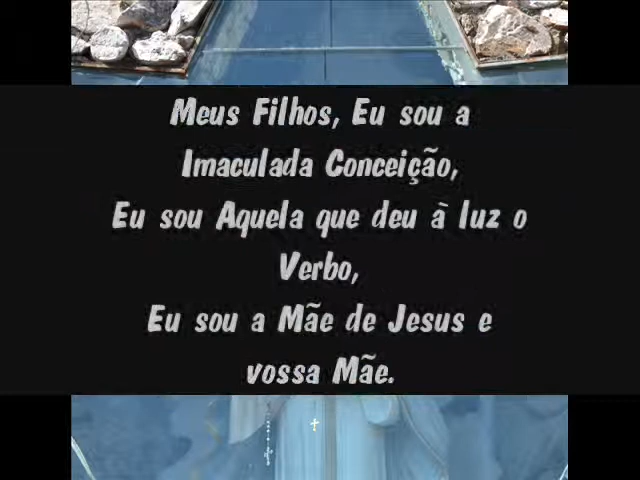 Meus Filhos, Eu sou a
Imaculada Conceição,
Eu sou Aquela que deu à luz o
Verbo,
Eu sou a Mãe de Jesus e
vossa Mãe.